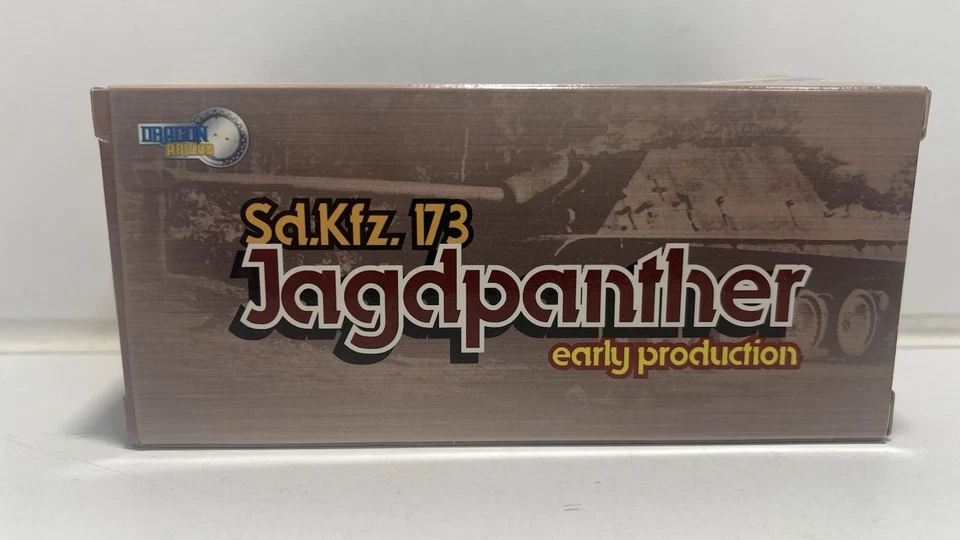 DRAGON
ARMOR
Sd.Kfz. 173
Jagdpanther
early production